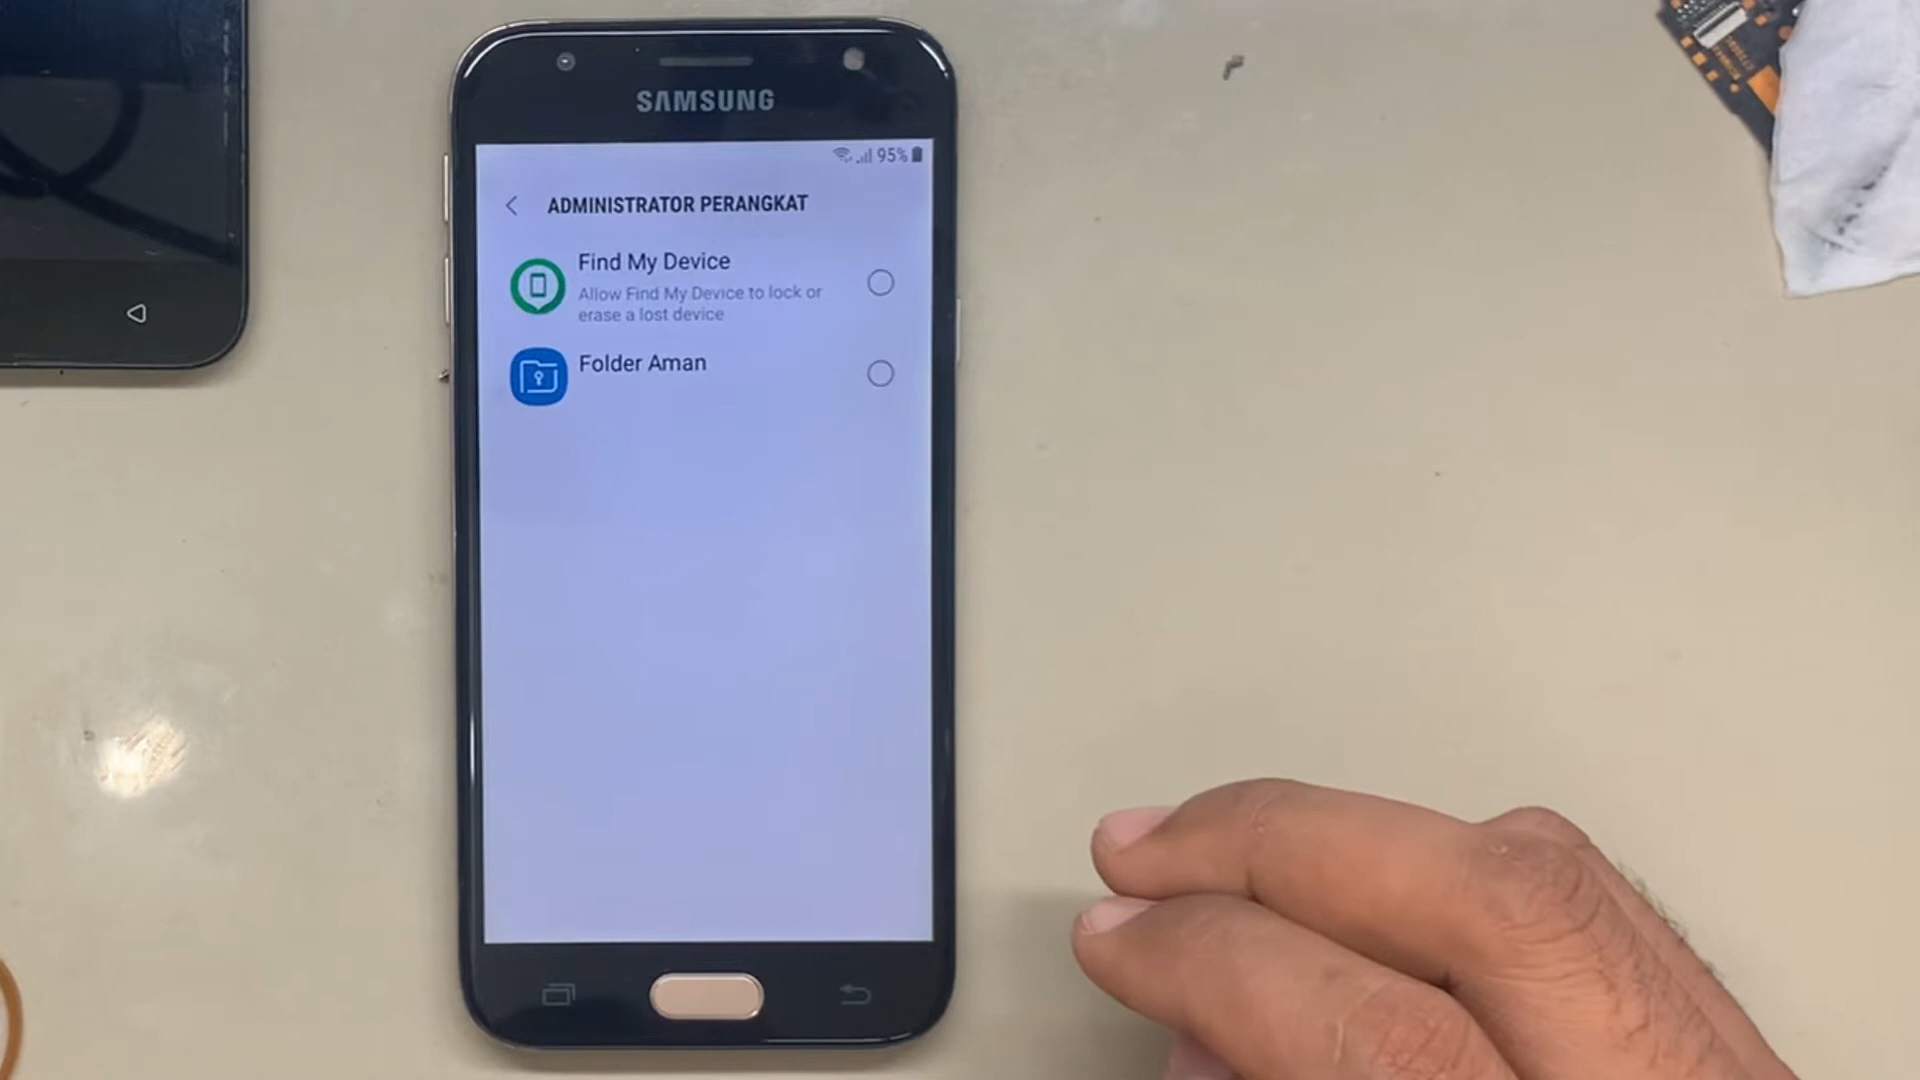 SAMSUNG
95%
ADMINISTRATOR PERANGKAT
Find My Device
Allow Find My Device to lock or
erase a lost device
Folder Aman